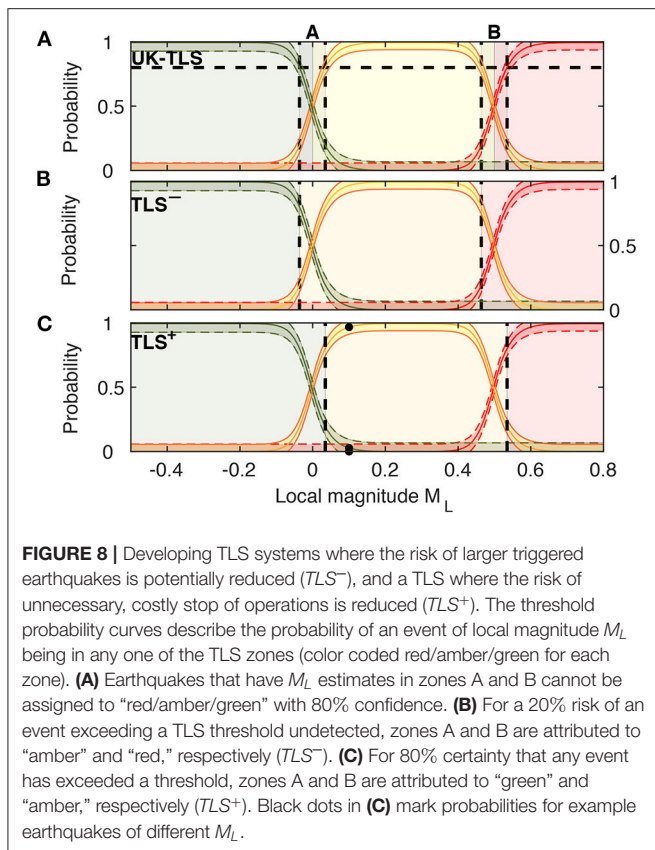 A B
A
UK-TLS
1
0.5
0
Probability
B
TLS−
Probability
1
0
C
TLS+
1
0.5
0
Probability
-0.4 -0.2 0 0.2 0.4 0.6 0.8
Local magnitude M_L
FIGURE 8 | Developing TLS systems where the risk of larger triggered
earthquakes is potentially reduced (TLS−), and a TLS where the risk of
unnecessary, costly stop of operations is reduced (TLS+). The threshold
probability curves describe the probability of an event of local magnitude M_L
being in any one of the TLS zones (color coded red/amber/green for each
zone). (A) Earthquakes that have M_L estimates in zones A and B cannot be
assigned to “red/amber/green” with 80% confidence. (B) For a 20% risk of an
event exceeding a TLS threshold undetected, zones A and B are attributed to
“amber” and “red,” respectively (TLS−). (C) For 80% certainty that any event
has exceeded a threshold, zones A and B are attributed to “green” and
“amber,” respectively (TLS+). Black dots in (C) mark probabilities for example
earthquakes of different M_L.